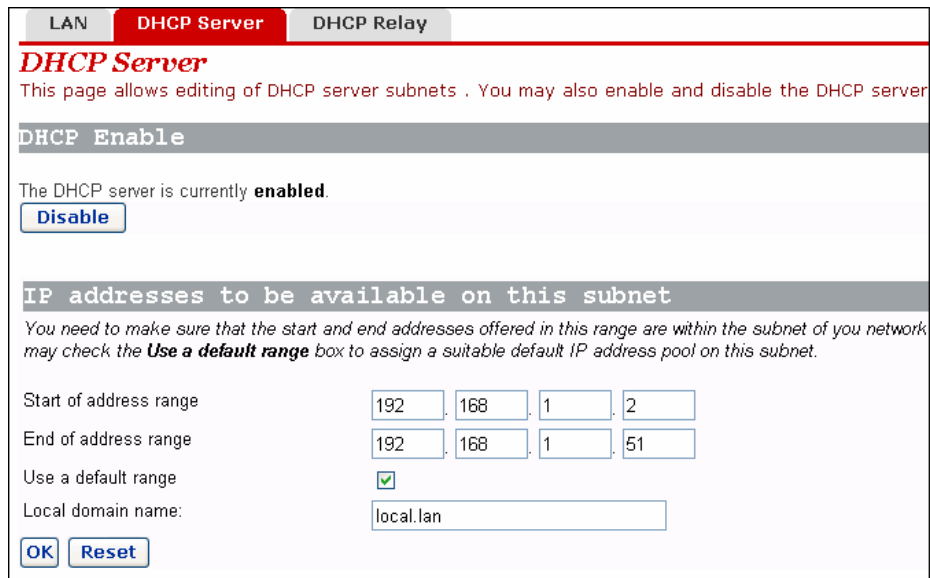 LAN DHCP Server DHCP Relay
DHCP Server
This page allows editing of DHCP server subnets . You may also enable and disable the DHCP server
DHCP Enable
The DHCP server is currently enabled.
Disable
IP addresses to be available on this subnet
You need to make sure that the start and end addresses offered in this range are within the subnet of you network
may check the Use a default range box to assign a suitable default IP address pool on this subnet.
Start of address range 192 . 168 . 1 . 2
End of address range 192 . 168 . 1 . 51
Use a default range
Local domain name: local.lan
OK Reset